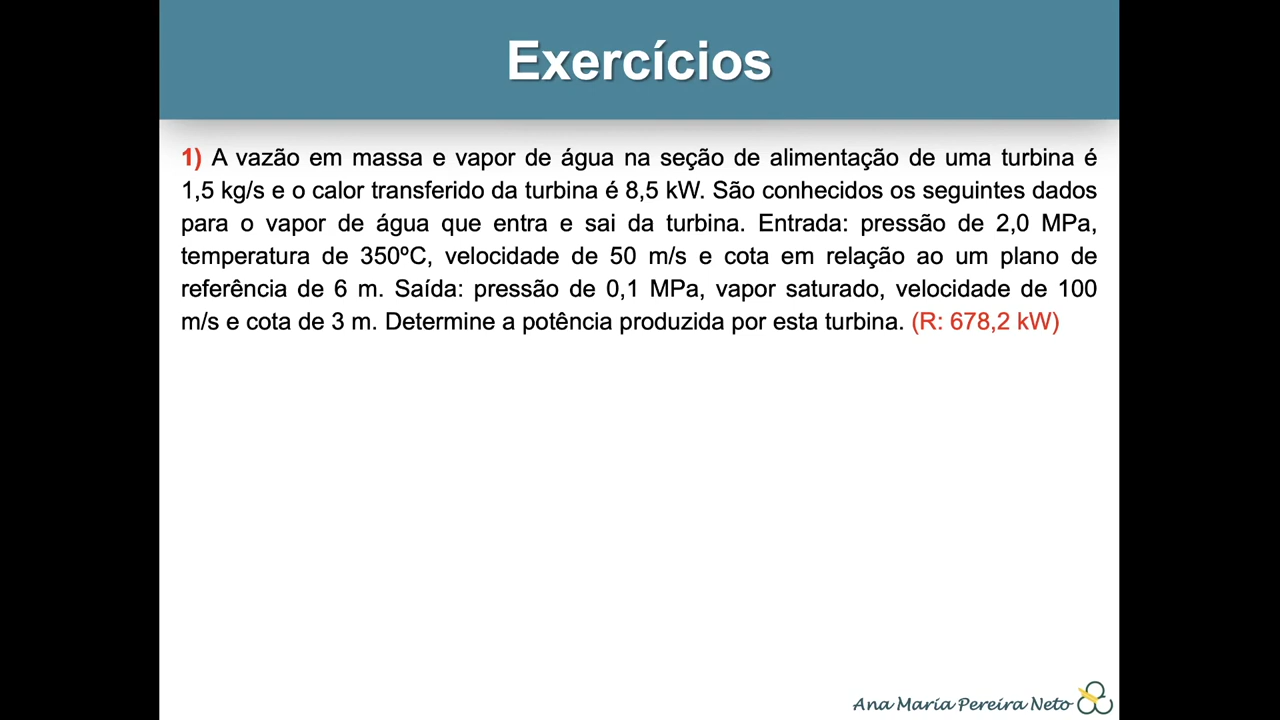 Exercícios
1) A vazão em massa e vapor de água na seção de alimentação de uma turbina é
1,5 kg/s e o calor transferido da turbina é 8,5 kW. São conhecidos os seguintes dados
para o vapor de água que entra e sai da turbina. Entrada: pressão de 2,0 MPa,
temperatura de 350ºC, velocidade de 50 m/s e cota em relação ao um plano de
referência de 6 m. Saída: pressão de 0,1 MPa, vapor saturado, velocidade de 100
m/s e cota de 3 m. Determine a potência produzida por esta turbina. (R: 678,2 kW)
Ana Maria Pereira Neto